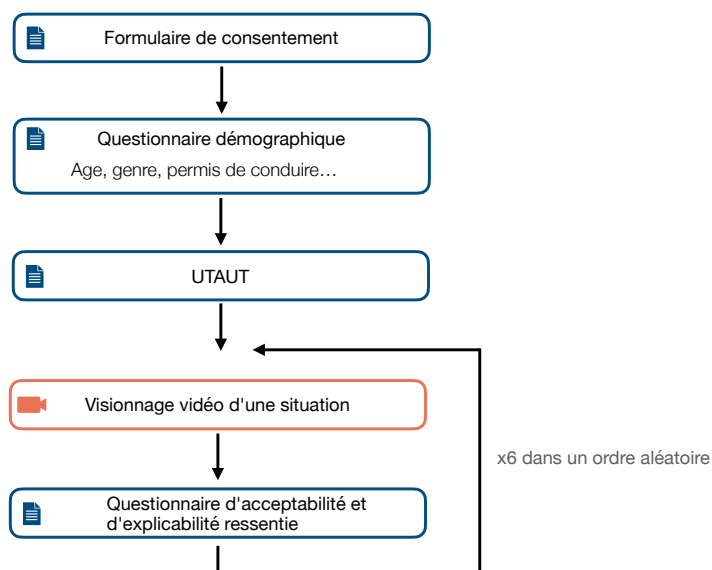 Formulaire de consentement
Questionnaire démographique
Age, genre, permis de conduire…
UTAUT
Visionnage vidéo d'une situation
x6 dans un ordre aléatoire
Questionnaire d'acceptabilité et
d'explicabilité ressentie